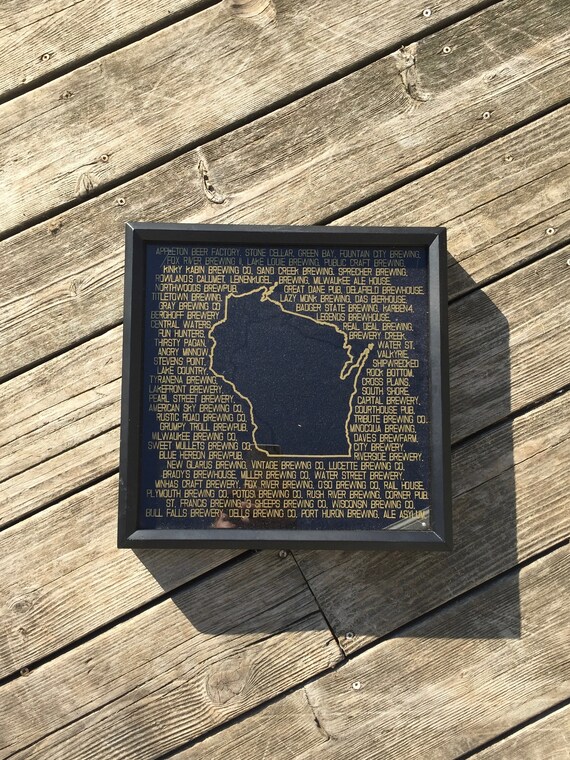 APPLETON BEER FACTORY, STONE CELLAR, GREEN BAY, FOUNTAIN CITY BREWING,
FOX RIVER BREWING II, LAKE LOUIE BREWING, PUBLIC CRAFT BREWING,
KINKY KABIN BREWING CO, SAND CREEK BREWING, SPRECHER BREWING,
ROWLAND'S CALUMET, LEINENKUGEL, BREWING, MILWAUKEE ALE HOUSE,
NORTHWOODS BREWPUB, GREAT DANE PUB, DELAFIELD BREWHOUSE,
TITLETOWN BREWING, LAZY MONK BREWING, DAS BIERHOUSE,
GRAY BREWING CO BADGER STATE BREWING, KARBEN4,
BERGHOFF BREWERY LEGENDS BREWHOUSE,
CENTRAL WATERS, REAL DEAL BREWING,
FUN HUNTERS, BREWERY CREEK,
THIRSTY PAGAN, WATER ST,
ANGRY MINNOW, VALKYRIE,
STEVENS POINT, SHIPWRECKED
LAKE COUNTRY, ROCK BOTTOM,
TYRANENA BREWING, CROSS PLAINS,
LAKEFRONT BREWERY, SOUTH SHORE,
PEARL STREET BREWERY, CAPITAL BREWERY,
AMERICAN SKY BREWING CO, COURTHOUSE PUB,
RUSTIC ROAD BREWING CO, TRIBUTE BREWING CO,
GRUMPY TROLL BREWPUB, MINOCQUA BREWING,
MILWAUKEE BREWING CO, DAVES BREWFARM,
SWEET MULLETS BREWING CO, CITY BREWERY,
BLUE HERON BREWPUB, RIVERSIDE BREWERY,
NEW GLARUS BREWING, VINTAGE BREWING CO, LUCETTE BREWING CO,
BRADY'S BREWHOUSE, MILLER BREWING CO, WATER STREET BREWERY,
MINHAS CRAFT BREWERY, FOX RIVER BREWING, O'SO BREWING CO, RAIL HOUSE,
PLYMOUTH BREWING CO, POTOSI BREWING CO, RUSH RIVER BREWING, CORNER PUB,
ST. FRANCIS BREWING, 3 SHEEPS BREWING CO, WISCONSIN BREWING CO,
BULL FALLS BREWERY, DELLS BREWING CO, PORT HURON BREWING, ALE ASYLUM